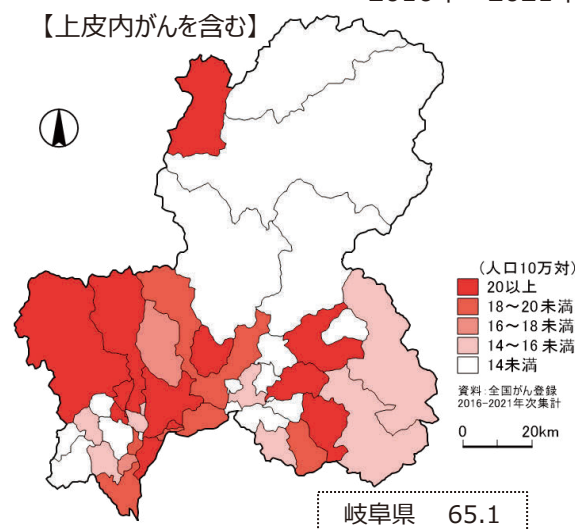 【上皮内がんを含む】
(人口10万対)
20以上
18～20未満
16～18未満
14～16未満
14未満
資料:全国がん登録
2016-2021年次集計
0 20km
岐阜県 65.1